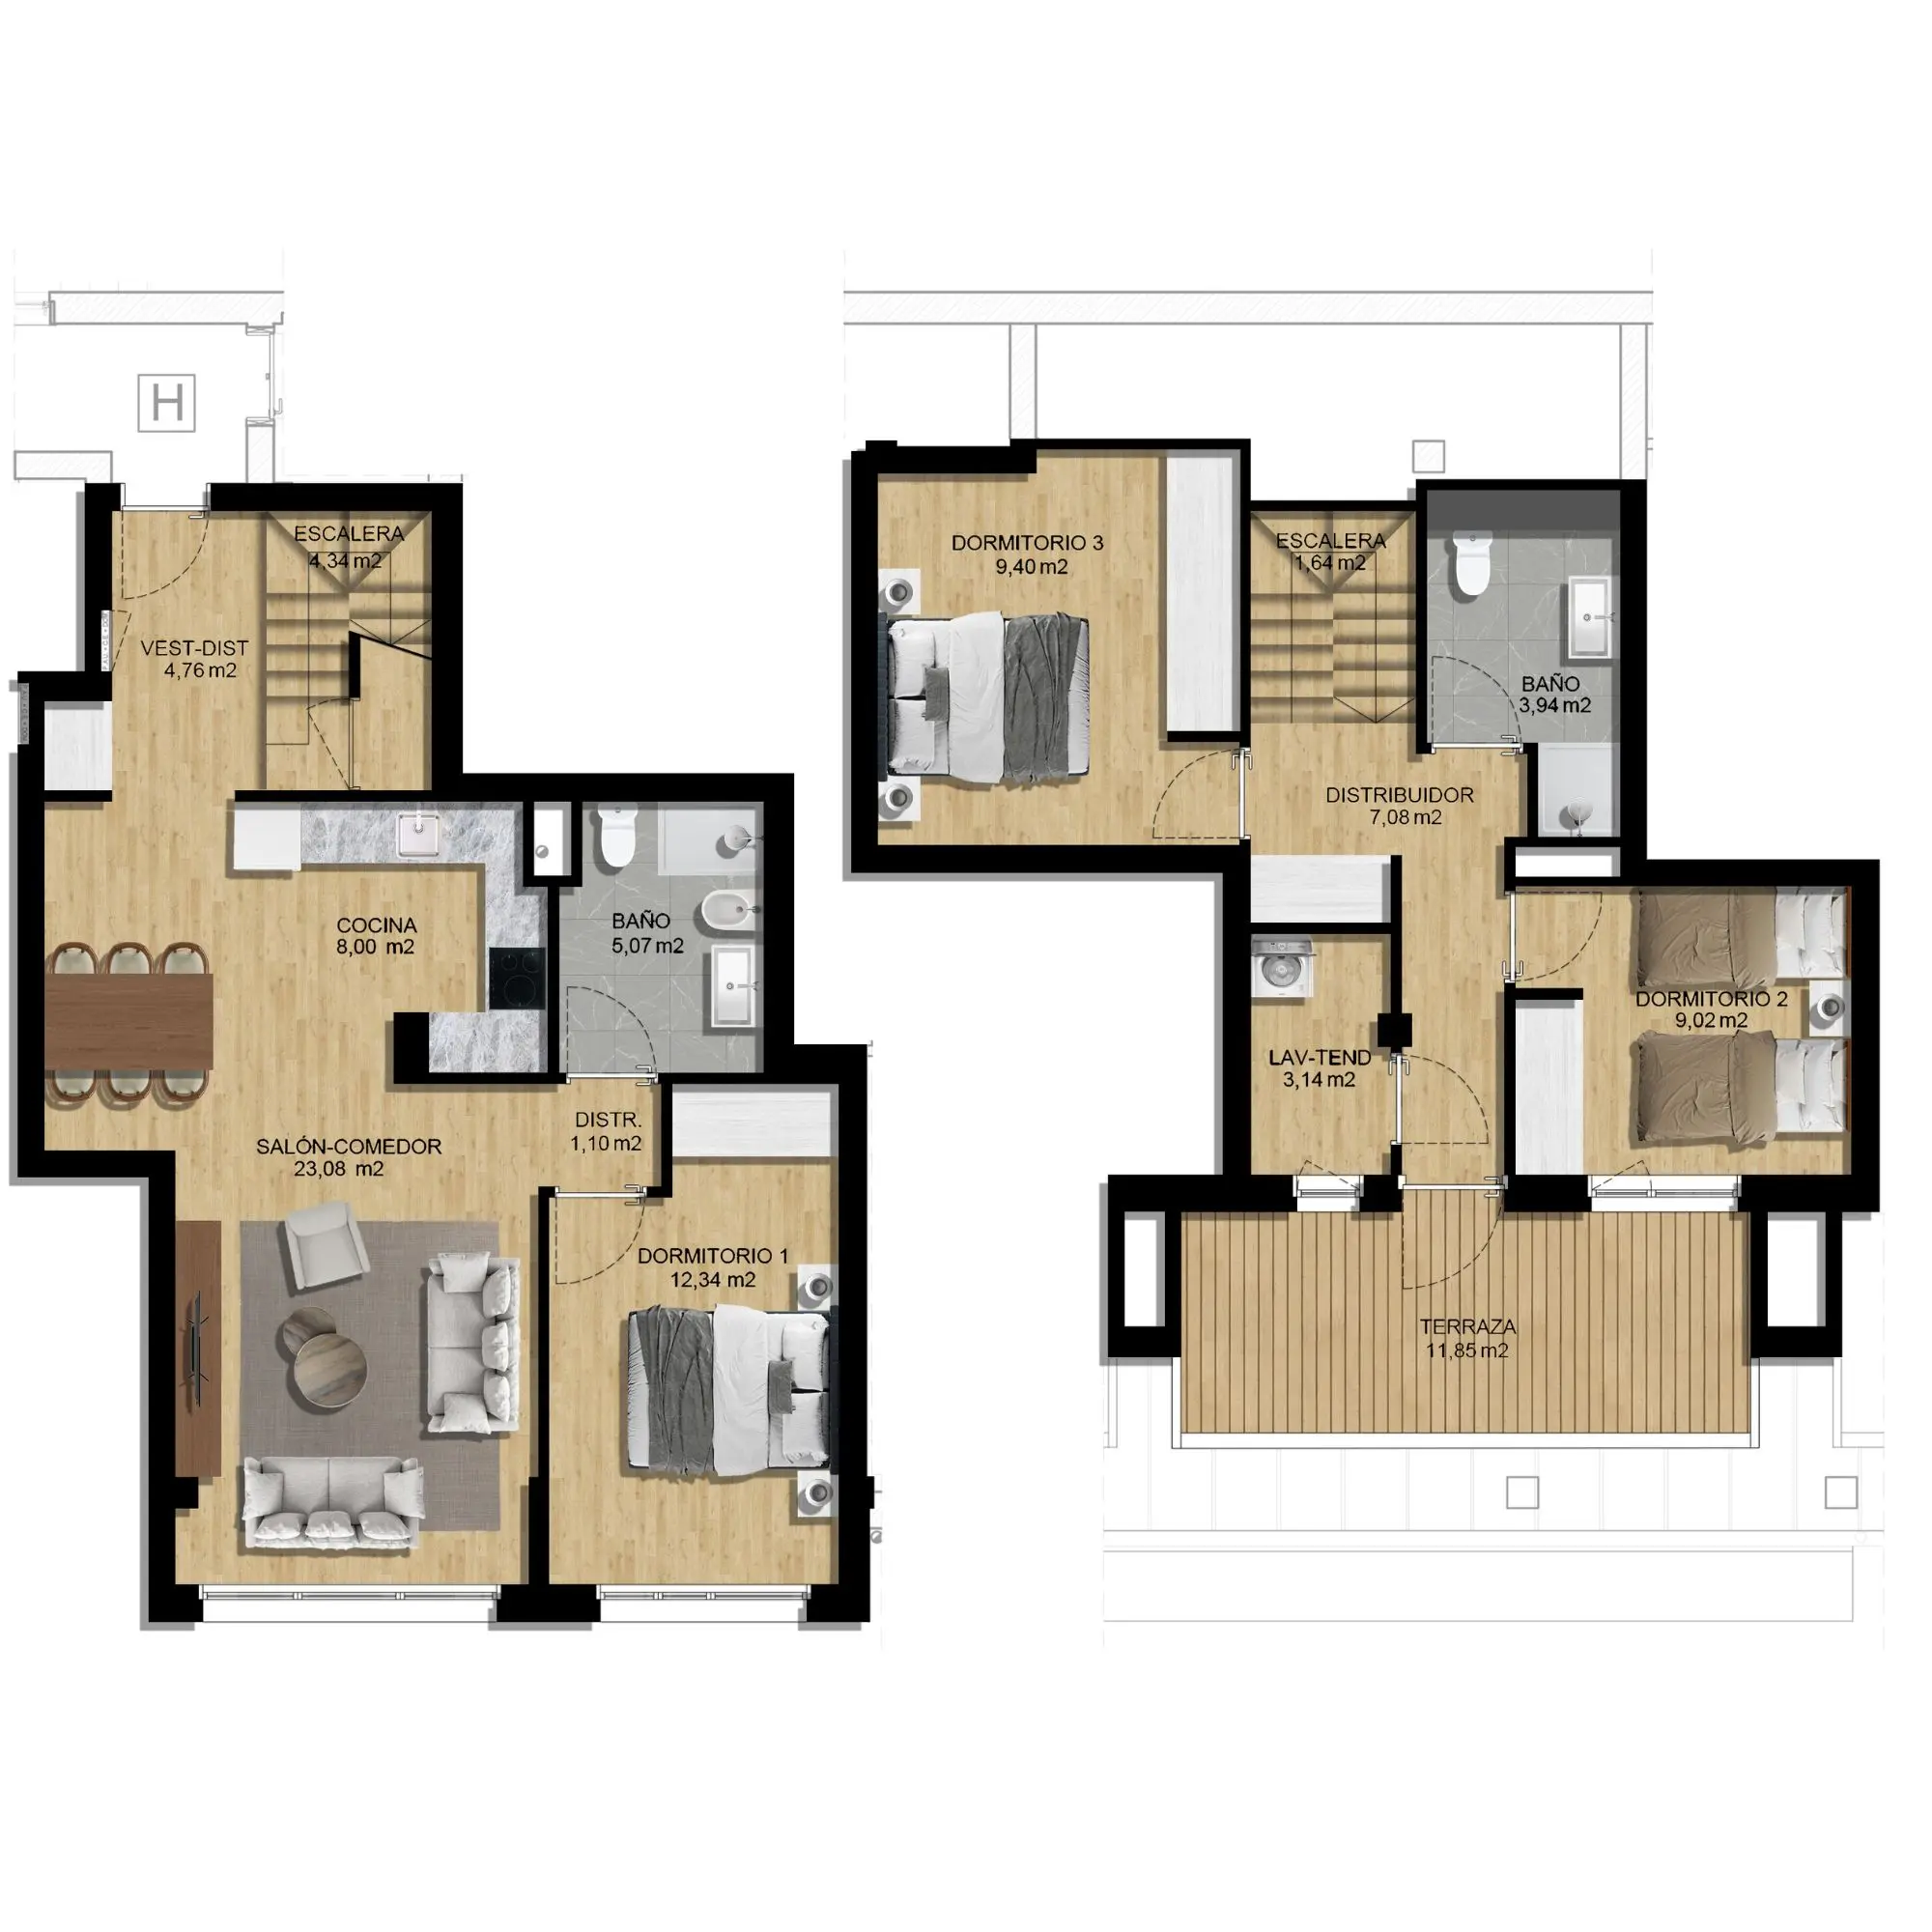 H
ESCALERA
4,34 m2
VEST-DIST
4,76 m2
COCINA
8,00 m2
BAÑO
5,07 m2
DISTR.
1,10 m2
SALÓN-COMEDOR
23,08 m2
DORMITORIO 1
12,34 m2
DORMITORIO 3
9,40 m2
ESCALERA
1,64 m2
BAÑO
3,94 m2
DISTRIBUIDOR
7,08 m2
DORMITORIO 2
9,02 m2
LAV-TEND
3,14 m2
TERRAZA
11,85 m2